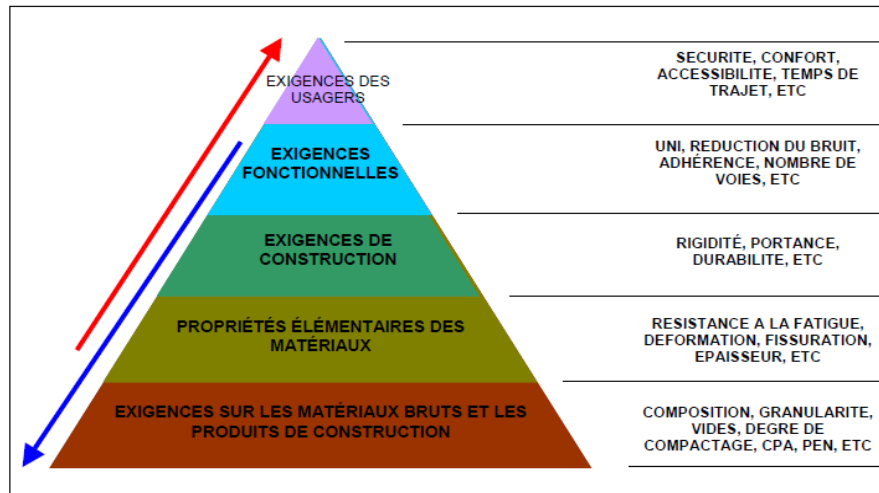 EXIGENCES DES
USAGERS
SECURITE, CONFORT,
ACCESSIBILITE, TEMPS DE
TRAJET, ETC
EXIGENCES
FONCTIONNELLES
UNI, REDUCTION DU BRUIT,
ADHÉRENCE, NOMBRE DE
VOIES, ETC
EXIGENCES DE
CONSTRUCTION
RIGIDITÉ, PORTANCE,
DURABILITE, ETC
PROPRIÉTÉS ÉLÉMENTAIRES DES
MATÉRIAUX
RESISTANCE A LA FATIGUE,
DEFORMATION, FISSURATION,
EPAISSEUR, ETC
EXIGENCES SUR LES MATÉRIAUX BRUTS ET LES
PRODUITS DE CONSTRUCTION
COMPOSITION, GRANULARITE,
VIDES, DEGRE DE
COMPACTAGE, CPA, PEN, ETC